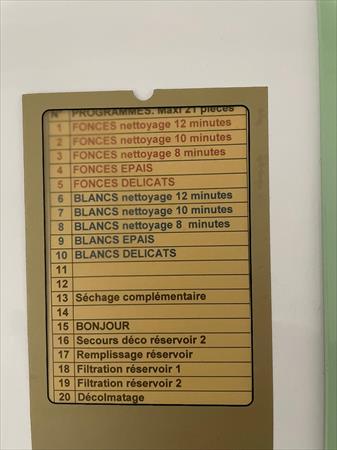 N° PROGRAMMES. Maxi 21 pièces
1 FONCES nettoyage 12 minutes
2 FONCES nettoyage 10 minutes
3 FONCES nettoyage 8 minutes
4 FONCES EPAIS
5 FONCES DELICATS
6 BLANCS nettoyage 12 minutes
7 BLANCS nettoyage 10 minutes
8 BLANCS nettoyage 8 minutes
9 BLANCS EPAIS
10 BLANCS DELICATS
11
12
13 Séchage complémentaire
14
15 BONJOUR
16 Secours déco réservoir 2
17 Remplissage réservoir
18 Filtration réservoir 1
19 Filtration réservoir 2
20 Décolmatage